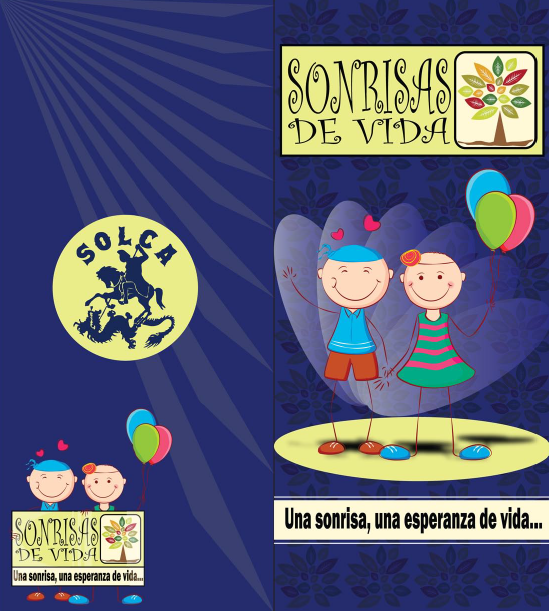 SOLCA
SONRISAS
DE VIDA
Una sonrisa, una esperanza de vida...
SONRISAS
DE VIDA
Una sonrisa, una esperanza de vida...